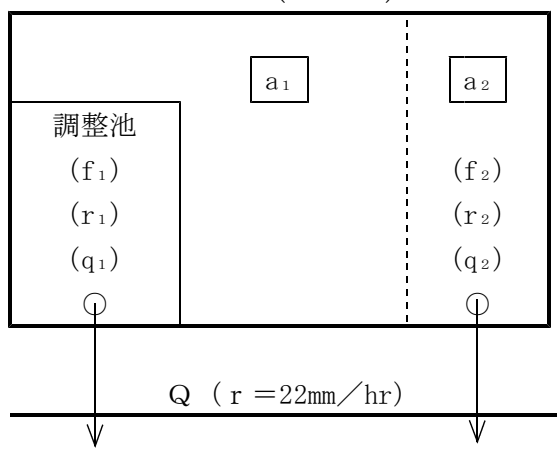 a₁ a₂
調整池
(f₁) (f₂)
(r₁) (r₂)
(q₁) (q₂)
Q (r=22mm/hr)